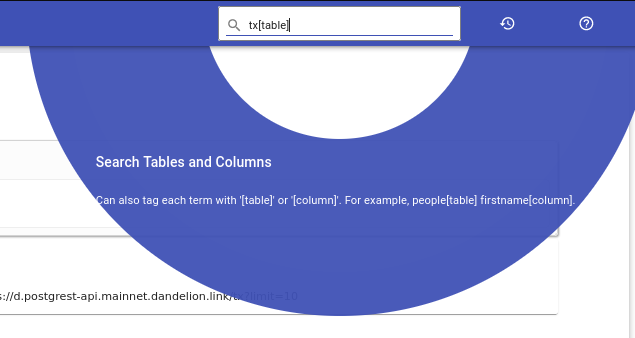 tx[table]
Search Tables and Columns
Can also tag each term with '[table]' or '[column]'. For example, people[table] firstname[column].
s://d.postgrest-api.mainnet.dandelion.link/tx?limit=10